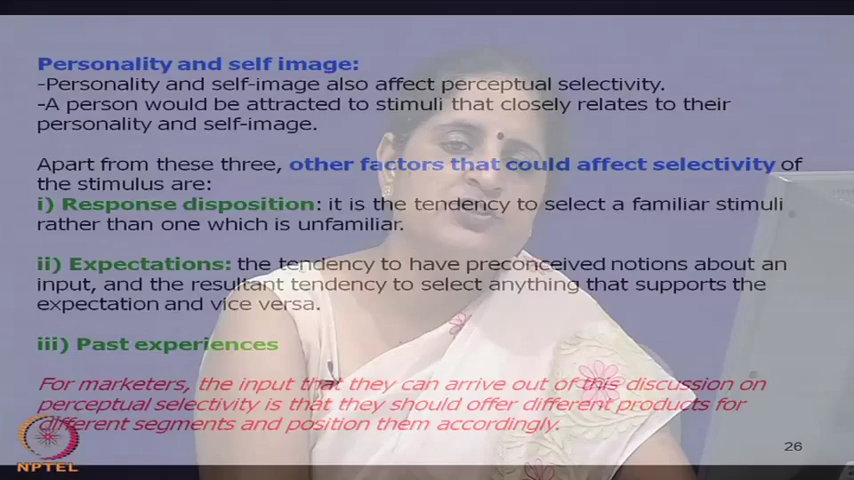 Personality and self image:
-Personality and self-image also affect perceptual selectivity.
-A person would be attracted to stimuli that closely relates to their
personality and self-image.
Apart from these three, other factors that could affect selectivity of
the stimulus are:
i) Response disposition: it is the tendency to select a familiar stimuli
rather than one which is unfamiliar.
ii) Expectations: the tendency to have preconceived notions about an
input, and the resultant tendency to select anything that supports the
expectation and vice versa.
iii) Past experiences
For marketers, the input that they can arrive out of this discussion on
perceptual selectivity is that they should offer different products for
different segments and position them accordingly.
NPTEL
26